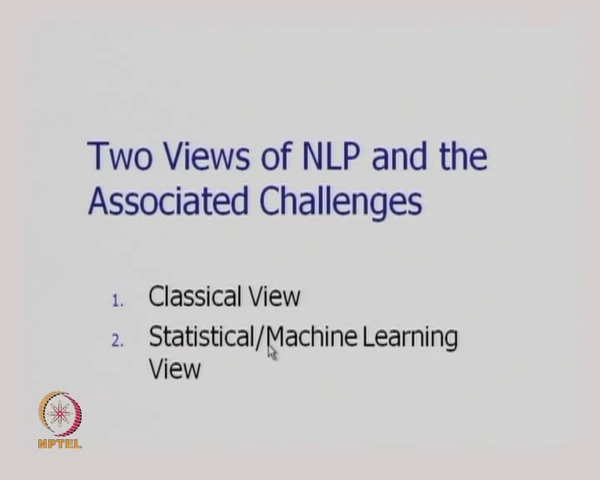 Two Views of NLP and the
Associated Challenges
1. Classical View
2. Statistical/Machine Learning
View
NPTEL